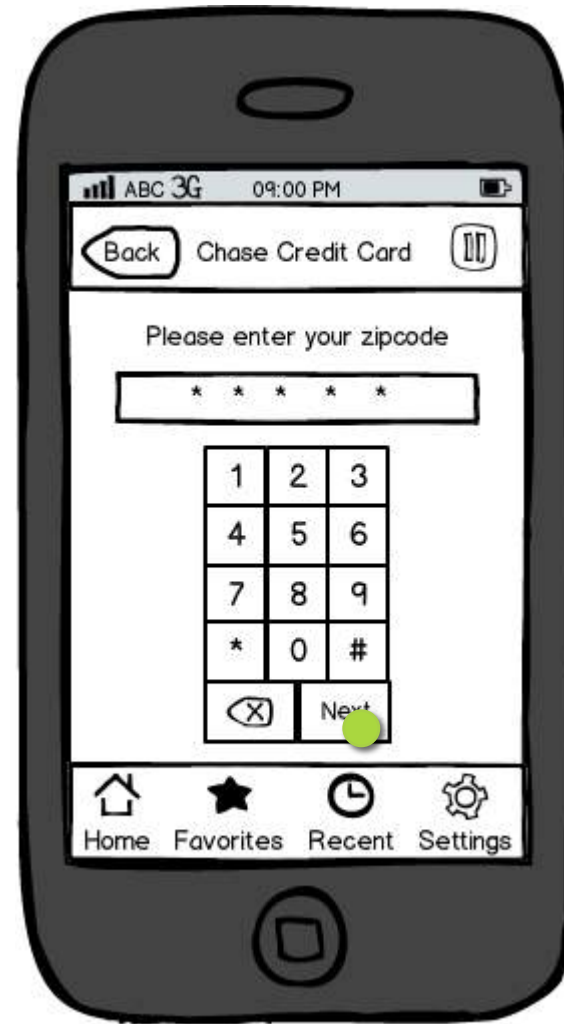 ABC 3G 09:00 PM
Back Chase Credit Card
Please enter your zipcode
* * * * *
1 2 3
4 5 6
7 8 9
* 0 #
X Next
Home Favorites Recent Settings